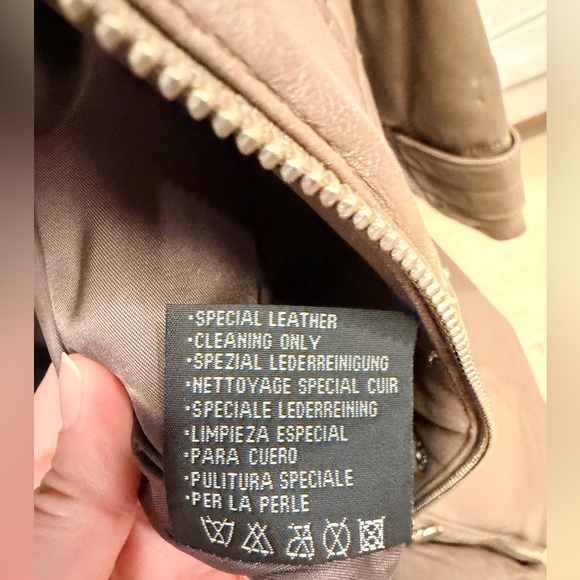 ·SPECIAL LEATHER
·CLEANING ONLY
·SPEZIAL LEDERREINIGUNG
·NETTOYAGE SPECIAL CUIR
·SPECIALE LEDERREINING
·LIMPIEZA ESPECIAL
·PARA CUERO
·PULITURA SPECIALE
·PER LA PERLE